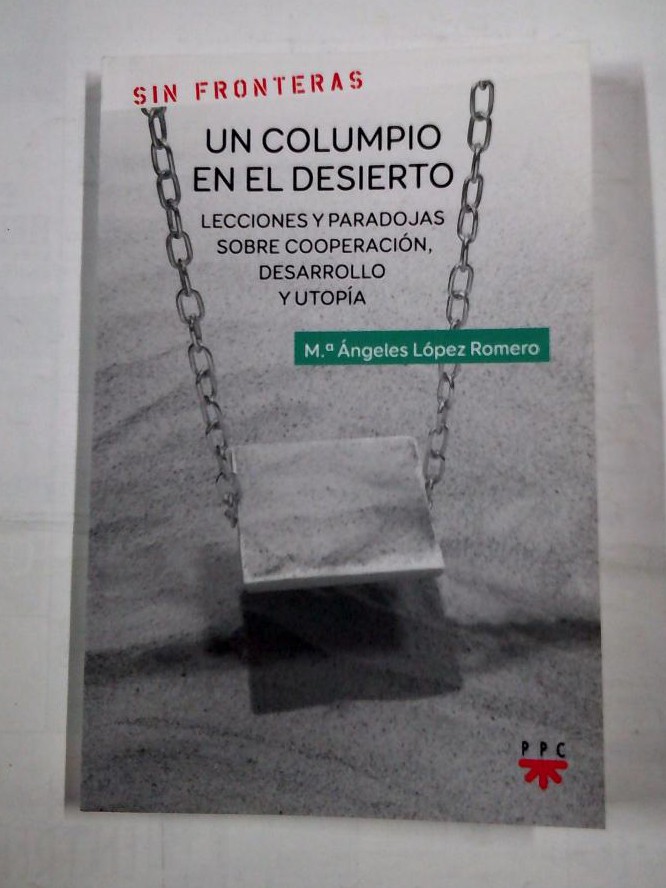 SIN FRONTERAS
UN COLUMPIO
EN EL DESIERTO
LECCIONES Y PARADOJAS
SOBRE COOPERACIÓN,
DESARROLLO
Y UTOPÍA
M.ª Ángeles López Romero
PPC